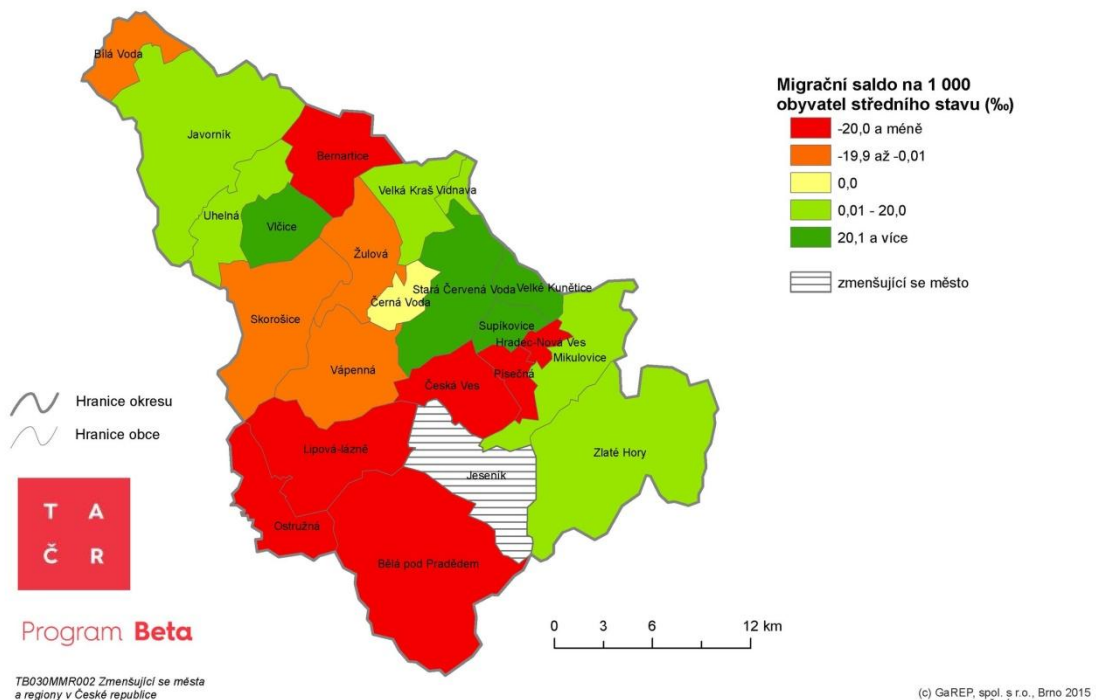 Bílá Voda
Javorník
Bernartice
Velká Kraš
Vidnava
Uhelná
Vlčice
Žulová
Stará Červená Voda
Velké Kunětice
Černá Voda
Skorošice
Supíkovice
Hradec-Nová Ves
Mikulovice
Vápenná
Česká Ves
Písečná
Zlaté Hory
Lipová-lázně
Jeseník
Ostružná
Bělá pod Pradědem
Migrační saldo na 1 000
obyvatel středního stavu (‰)
-20,0 a méně
-19,9 až -0,01
0,0
0,01 - 20,0
20,1 a více
zmenšující se město
Hranice okresu
Hranice obce
T A
Č R
Program Beta
0 3 6 12 km
TB030MMR002 Zmenšující se města
a regiony v České republice
(c) GaREP, spol. s r.o., Brno 2015